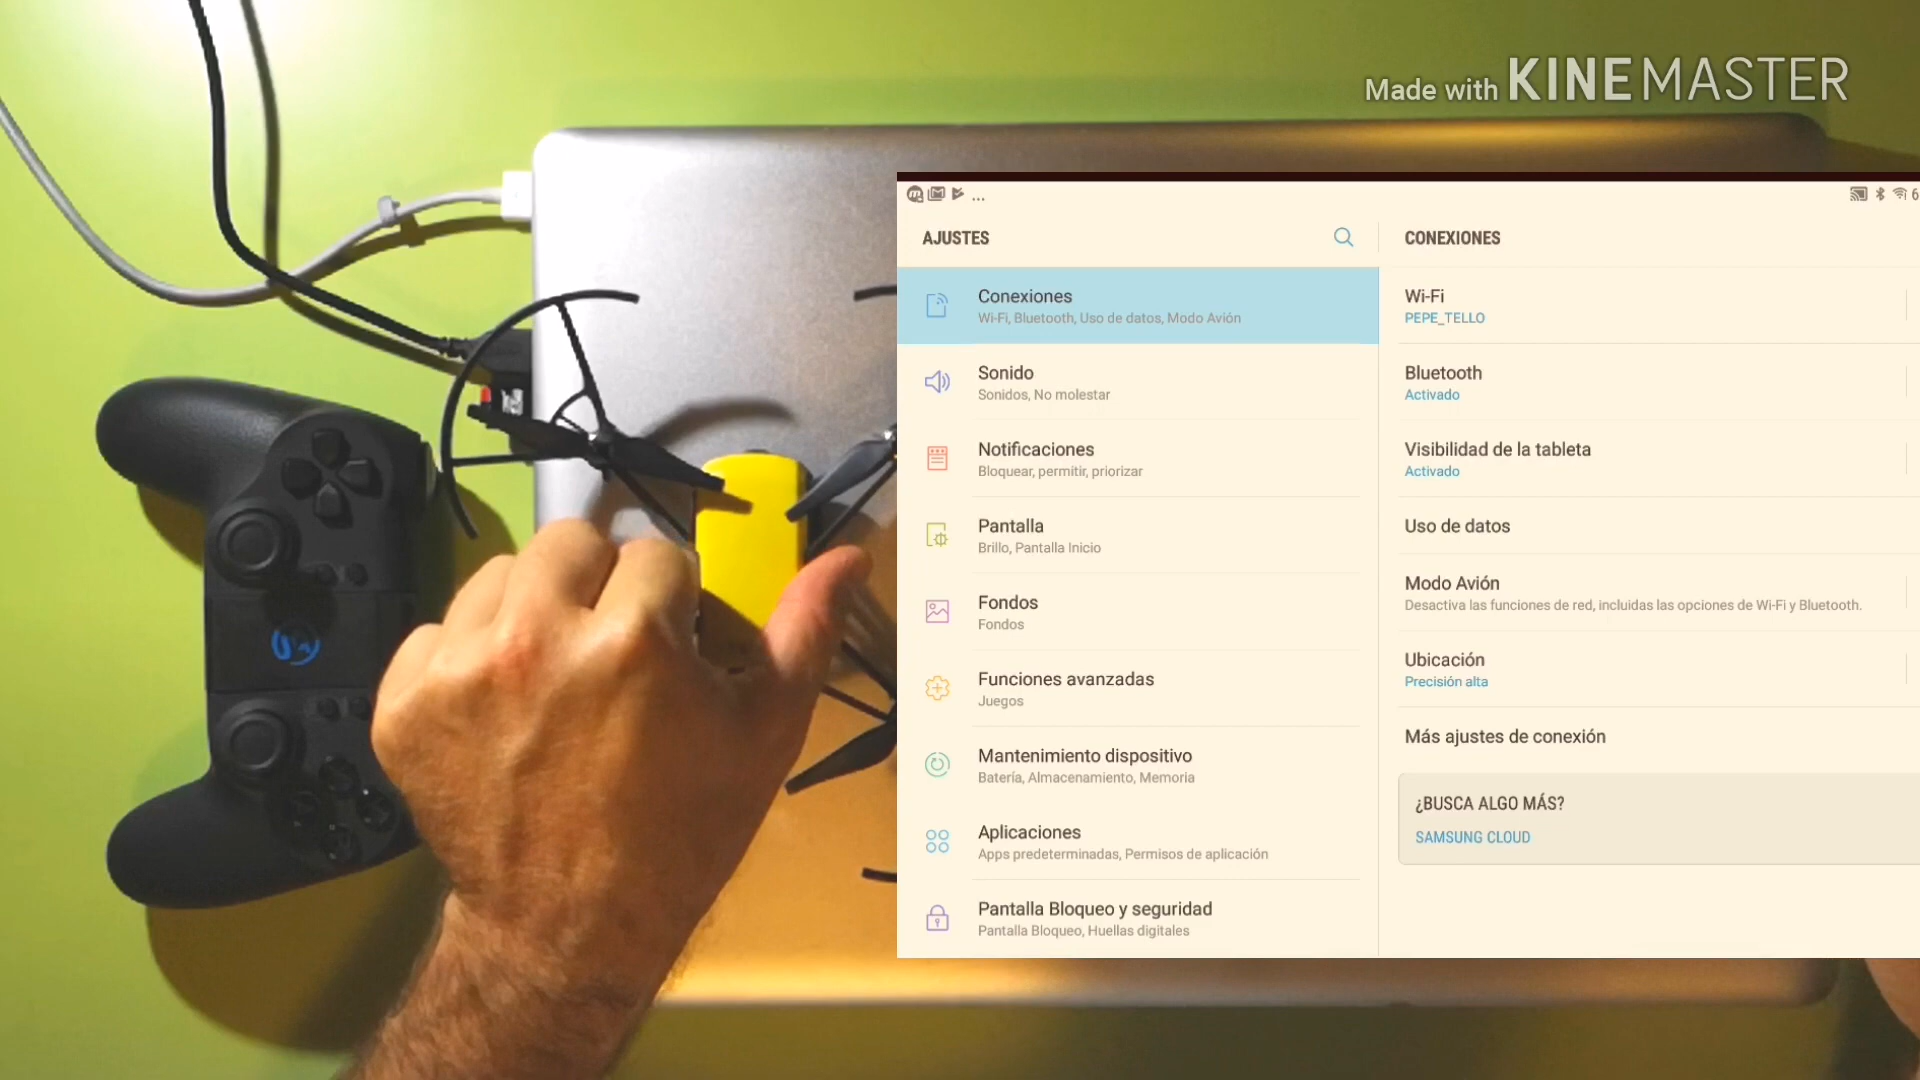 Made with KINEMASTER
...
6
AJUSTES
CONEXIONES
Conexiones
Wi-Fi, Bluetooth, Uso de datos, Modo Avión
Sonido
Sonidos, No molestar
Notificaciones
Bloquear, permitir, priorizar
Pantalla
Brillo, Pantalla Inicio
Fondos
Fondos
Funciones avanzadas
Juegos
Mantenimiento dispositivo
Batería, Almacenamiento, Memoria
Aplicaciones
Apps predeterminadas, Permisos de aplicación
Pantalla Bloqueo y seguridad
Pantalla Bloqueo, Huellas digitales
Wi-Fi
PEPE_TELLO
Bluetooth
Activado
Visibilidad de la tableta
Activado
Uso de datos
Modo Avión
Desactiva las funciones de red, incluidas las opciones de Wi-Fi y Bluetooth.
Ubicación
Precisión alta
Más ajustes de conexión
¿BUSCA ALGO MÁS?
SAMSUNG CLOUD